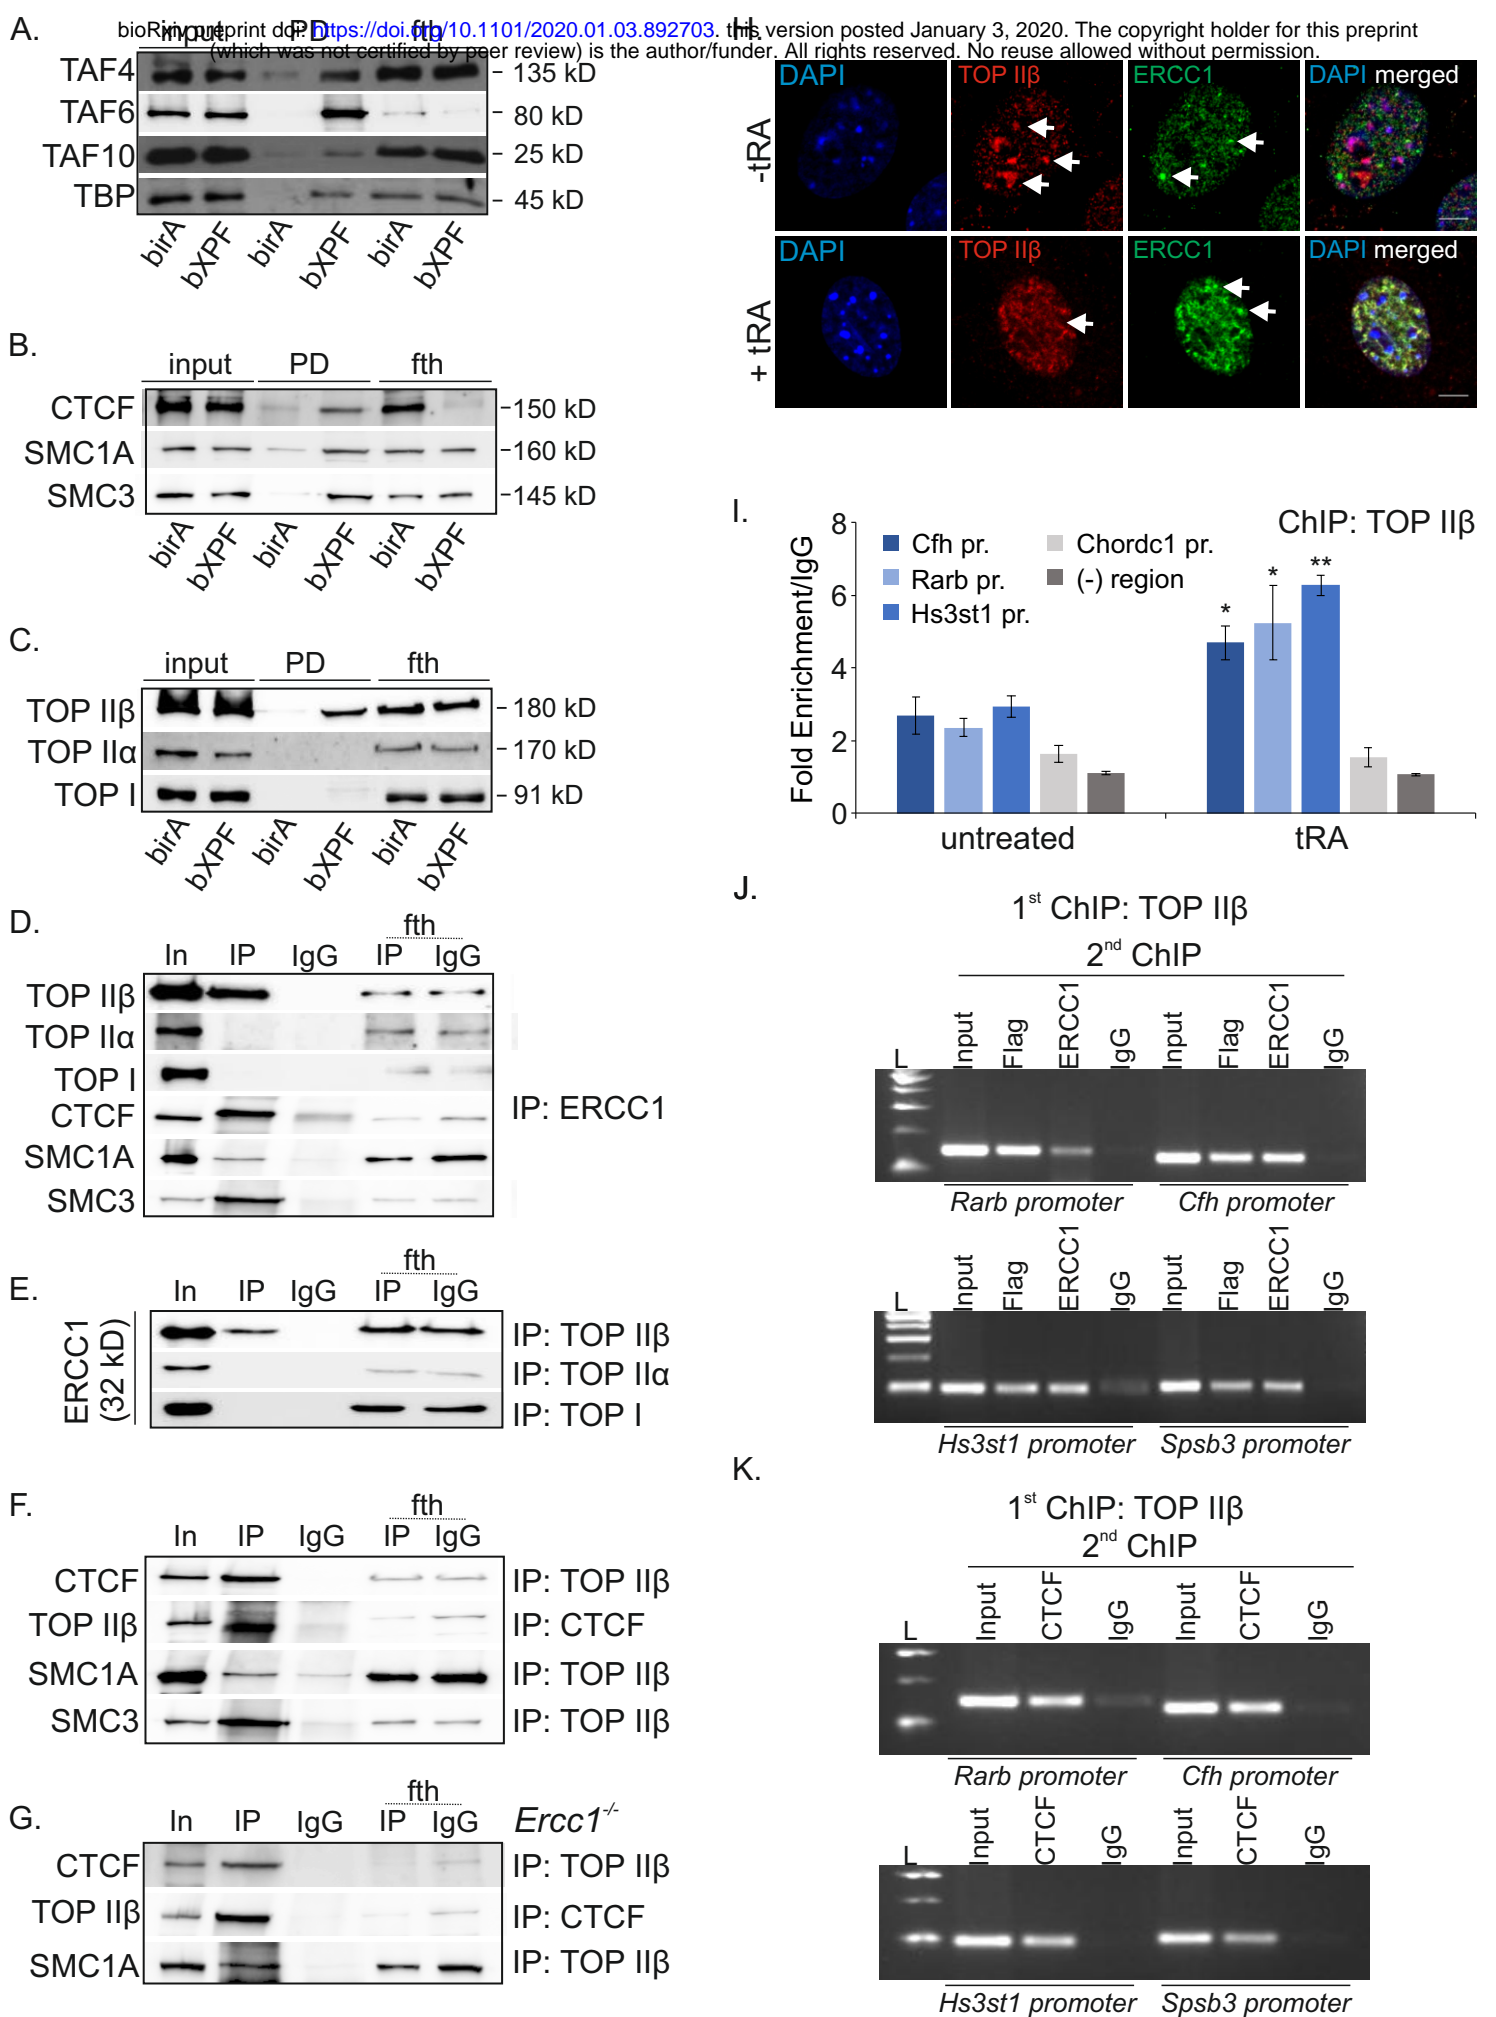 bioRxiv preprint doi: https://doi.org/10.1101/2020.01.03.892703. this version posted January 3, 2020. The copyright holder for this preprint
(which was not certified by peer review) is the author/funder. All rights reserved. No reuse allowed without permission.
A.
input PD fth
TAF4 - 135 kD
TAF6 - 80 kD
TAF10 - 25 kD
TBP - 45 kD
birA bXPF birA bXPF birA bXPF
B.
input PD fth
CTCF -150 kD
SMC1A -160 kD
SMC3 -145 kD
birA bXPF birA bXPF birA bXPF
C.
input PD fth
TOP IIβ - 180 kD
TOP IIα - 170 kD
TOP I - 91 kD
birA bXPF birA bXPF birA bXPF
D.
fth
In IP IgG IP IgG
TOP IIβ
TOP IIα
TOP I
CTCF
SMC1A
SMC3
IP: ERCC1
E.
fth
In IP IgG IP IgG
ERCC1
(32 kD)
IP: TOP IIβ
IP: TOP IIα
IP: TOP I
F.
fth
In IP IgG IP IgG
CTCF IP: TOP IIβ
TOP IIβ IP: CTCF
SMC1A IP: TOP IIβ
SMC3 IP: TOP IIβ
G.
fth
In IP IgG IP IgG Ercc1-/-
CTCF IP: TOP IIβ
TOP IIβ IP: CTCF
SMC1A IP: TOP IIβ
H.
-tRA
DAPI TOP IIβ ERCC1 DAPI merged
+ tRA
DAPI TOP IIβ ERCC1 DAPI merged
I.
ChIP: TOP IIβ
Fold Enrichment/IgG
8
6
4
2
0
Cfh pr.
Rarb pr.
Hs3st1 pr.
Chordc1 pr.
(-) region
* * **
untreated tRA
J.
1st ChIP: TOP IIβ
2nd ChIP
L Input Flag ERCC1 IgG Input Flag ERCC1 IgG
Rarb promoter Cfh promoter
L Input Flag ERCC1 IgG Input Flag ERCC1 IgG
Hs3st1 promoter Spsb3 promoter
K.
1st ChIP: TOP IIβ
2nd ChIP
L Input CTCF IgG Input CTCF IgG
Rarb promoter Cfh promoter
L Input CTCF IgG Input CTCF IgG
Hs3st1 promoter Spsb3 promoter